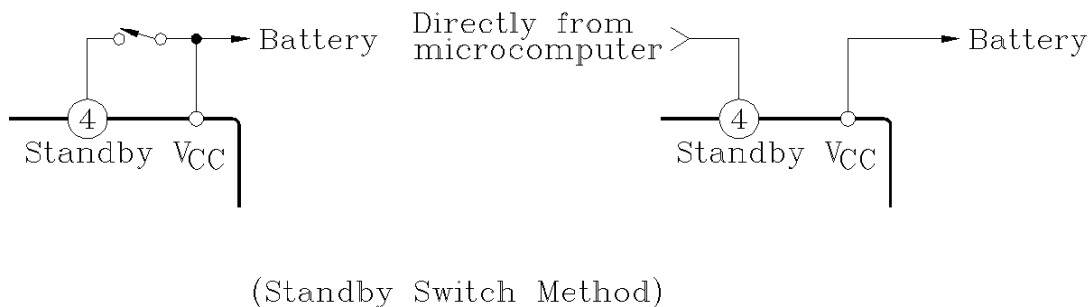 Battery
4
Standby VCC
Directly from
microcomputer
Battery
4
Standby VCC
(Standby Switch Method)